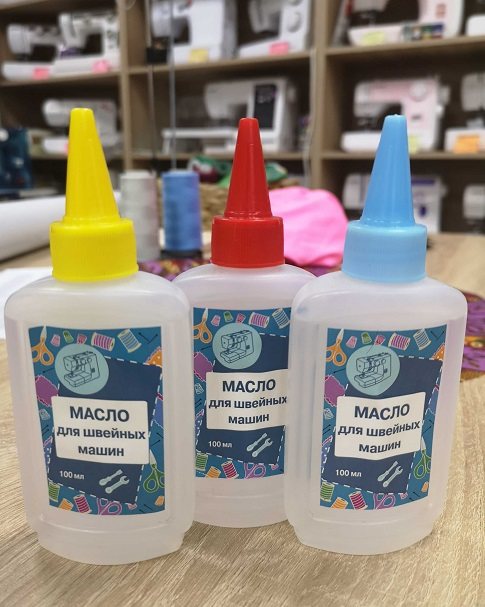 МАСЛО
для швейных
машин
100 мл
МАСЛО
для швейных
машин
100 мл
МАСЛО
для швейных
машин
100 мл